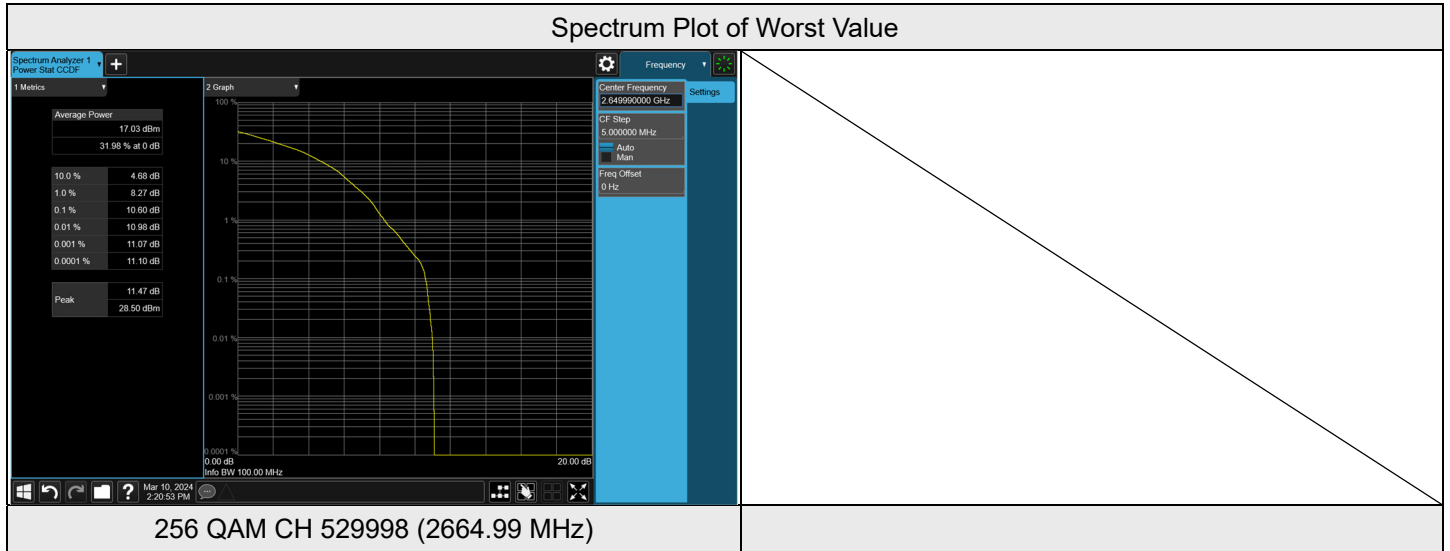 Spectrum Plot of Worst Value
Spectrum Analyzer 1
Power Stat CCDF
Frequency
1 Metrics
2 Graph
Center Frequency
2.649990000 GHz
Settings
CF Step
5.000000 MHz
Auto
Man
Freq Offset
0 Hz
Average Power
17.03 dBm
31.98 % at 0 dB
10.0 % 4.68 dB
1.0 % 8.27 dB
0.1 % 10.60 dB
0.01 % 10.98 dB
0.001 % 11.07 dB
0.0001 % 11.10 dB
Peak 11.47 dB
28.50 dBm
100 %
10 %
1 %
0.1 %
0.01 %
0.001 %
0.0001 %
0.00 dB 20.00 dB
Info BW 100.00 MHz
? Mar 10, 2024
2:20:53 PM
256 QAM CH 529998 (2664.99 MHz)